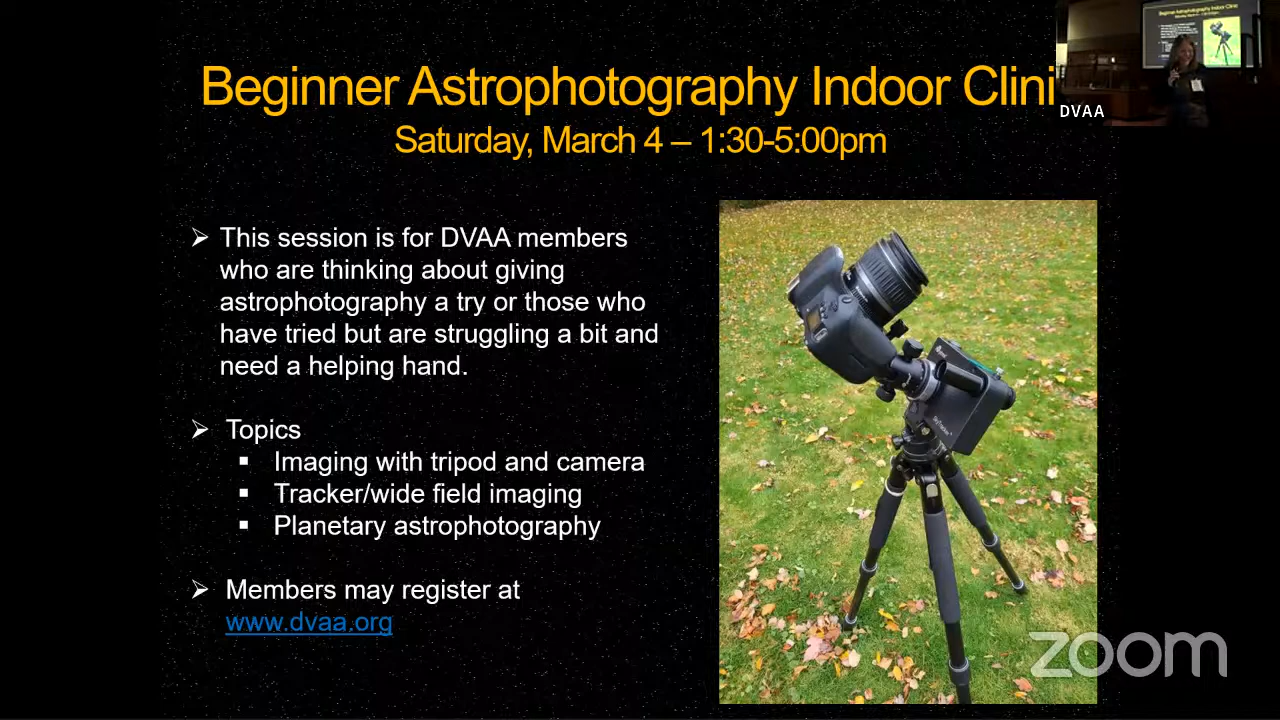 Beginner Astrophotography Indoor Clini
Saturday, March 4 – 1:30-5:00pm
DVAA
➢ This session is for DVAA members
who are thinking about giving
astrophotography a try or those who
have tried but are struggling a bit and
need a helping hand.
➢ Topics
▪ Imaging with tripod and camera
▪ Tracker/wide field imaging
▪ Planetary astrophotography
➢ Members may register at
www.dvaa.org
zoom